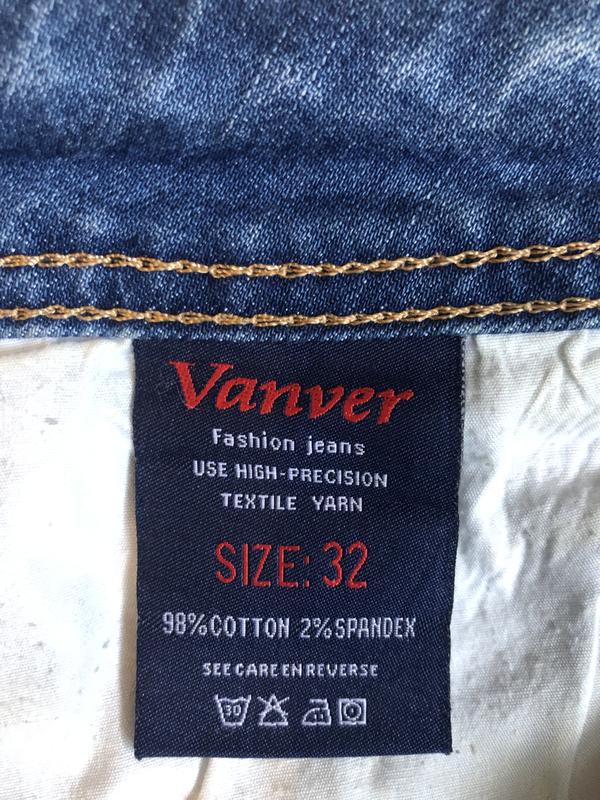 Vanver
Fashion jeans
USE HIGH-PRECISION
TEXTILE YARN
SIZE: 32
98%COTTON 2%SPANDEX
SEE CARE EN REVERSE
30